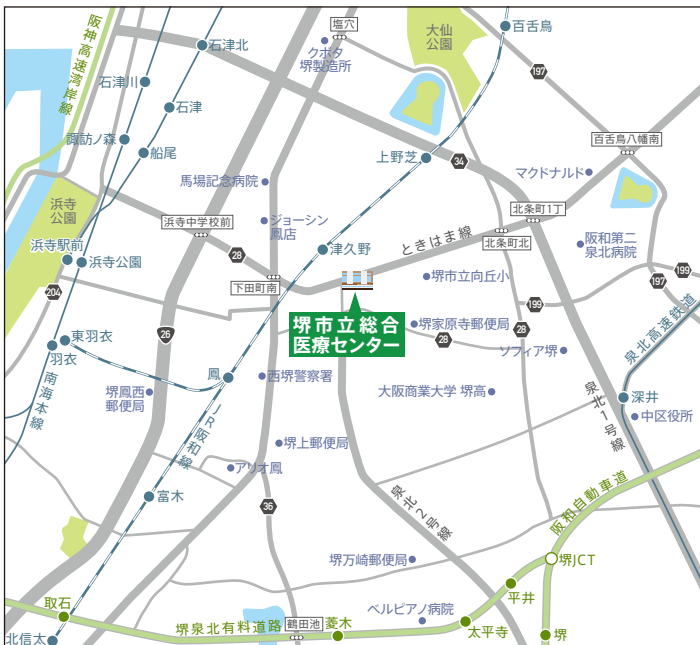 阪神高速湾岸線
石津北
塩穴
クボタ
堺製造所
大仙
公園
百舌鳥
197
石津川
石津
諏訪ノ森
船尾
上野芝
34
197
百舌鳥八幡南
マクドナルド
馬場記念病院
浜寺
公園
浜寺中学校前
ジョーシン
鳳店
津久野
ときはま線
北条町1丁
北条町北
阪和第二
泉北病院
浜寺駅前
浜寺公園
28
下田町南
堺市立向丘小
199
197
204
199
堺市立総合
医療センター
堺家原寺郵便局
28
28
ソフィア堺
泉北高速鉄道
26
東羽衣
羽衣
南海本線
鳳
西堺警察署
堺鳳西
郵便局
JR阪和線
大阪商業大学 堺高
泉北1号線
深井
中区役所
堺上郵便局
アリオ鳳
富木
36
泉北2号線
阪和自動車道
堺万崎郵便局
堺JCT
取石
平井
ベルピアノ病院
北信太
堺泉北有料道路
鶴田池
菱木
太平寺
堺